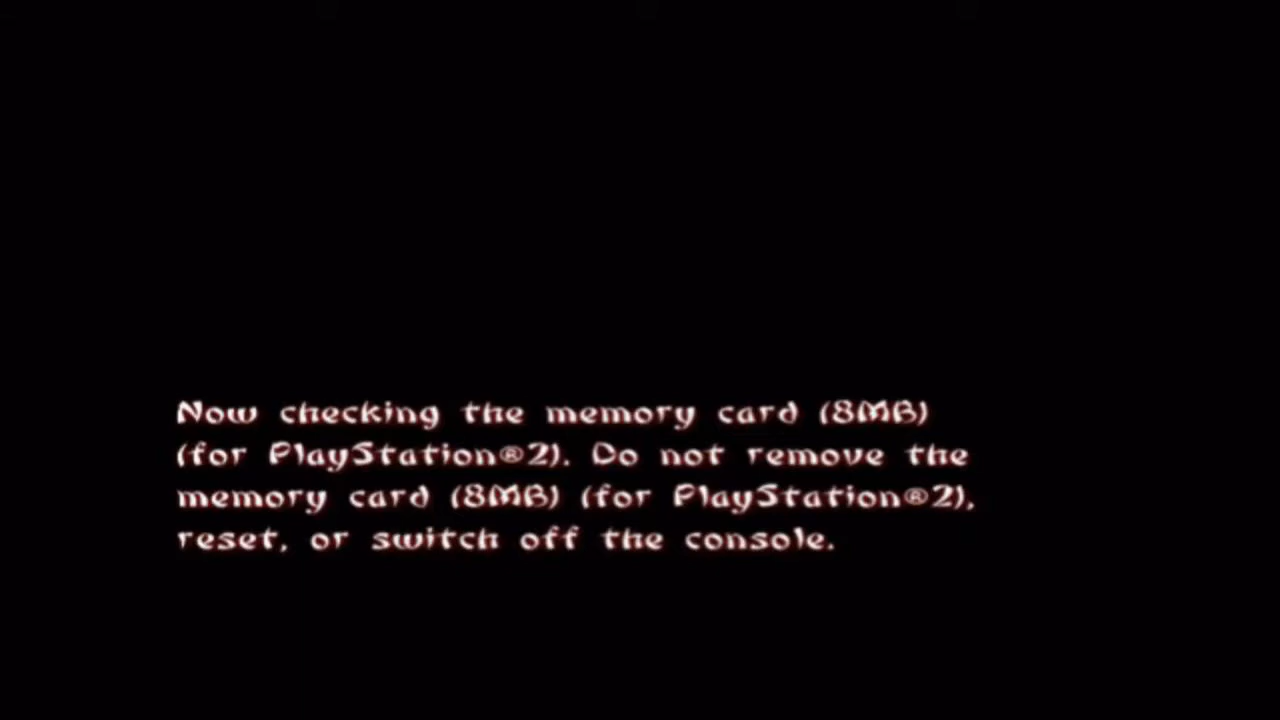 Now checking the memory card (8MB)
(for PlayStation®2). Do not remove the
memory card (8MB) (for PlayStation®2),
reset, or switch off the console.